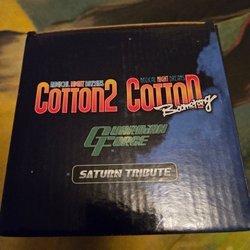 MAGICAL NIGHT DREAMS MAGICAL NIGHT DREAMS
COTTON2 COTTON
Boomerang
GUARDIAN
FORCE
SATURN TRIBUTE